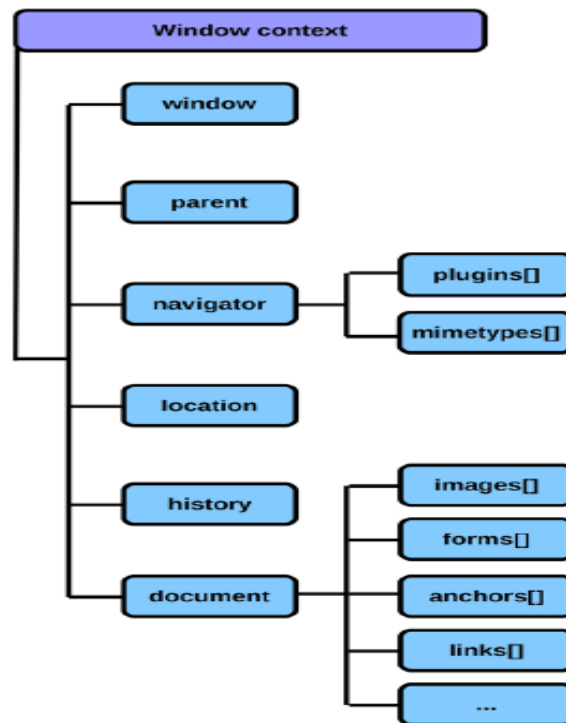 Window context
window
parent
navigator
plugins[]
mimetypes[]
location
history
document
images[]
forms[]
anchors[]
links[]
...